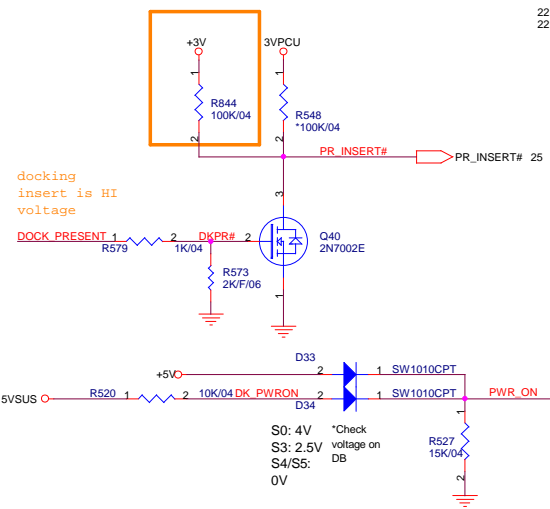 22
22
+3V
3VPCU
1
1
R844
100K/04
R548
*100K/04
2
2
PR_INSERT#
PR_INSERT# 25
docking
insert is HI
voltage
3
DOCK_PRESENT 1
2
DKPR#
2
Q40
2N7002E
R579
1K/04
R573
2K/F/06
1
D33
+5V
2
1
SW1010CPT
5VSUS
R520
1
2
10K/04
DK_PWRON
2
1
SW1010CPT
PWR_ON
D34
1
S0: 4V
S3: 2.5V
S4/S5:
0V
*Check
voltage on
DB
R527
15K/04
2